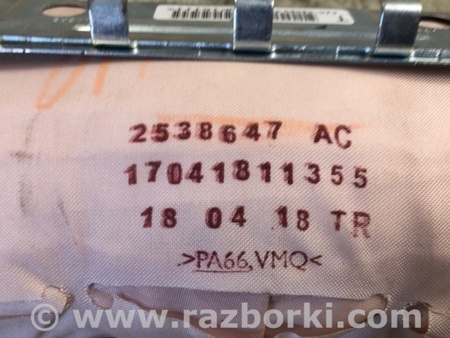 2538647 AC
17041811355
18 04 18 TR
>PA66,VMQ<
www.razborki.com